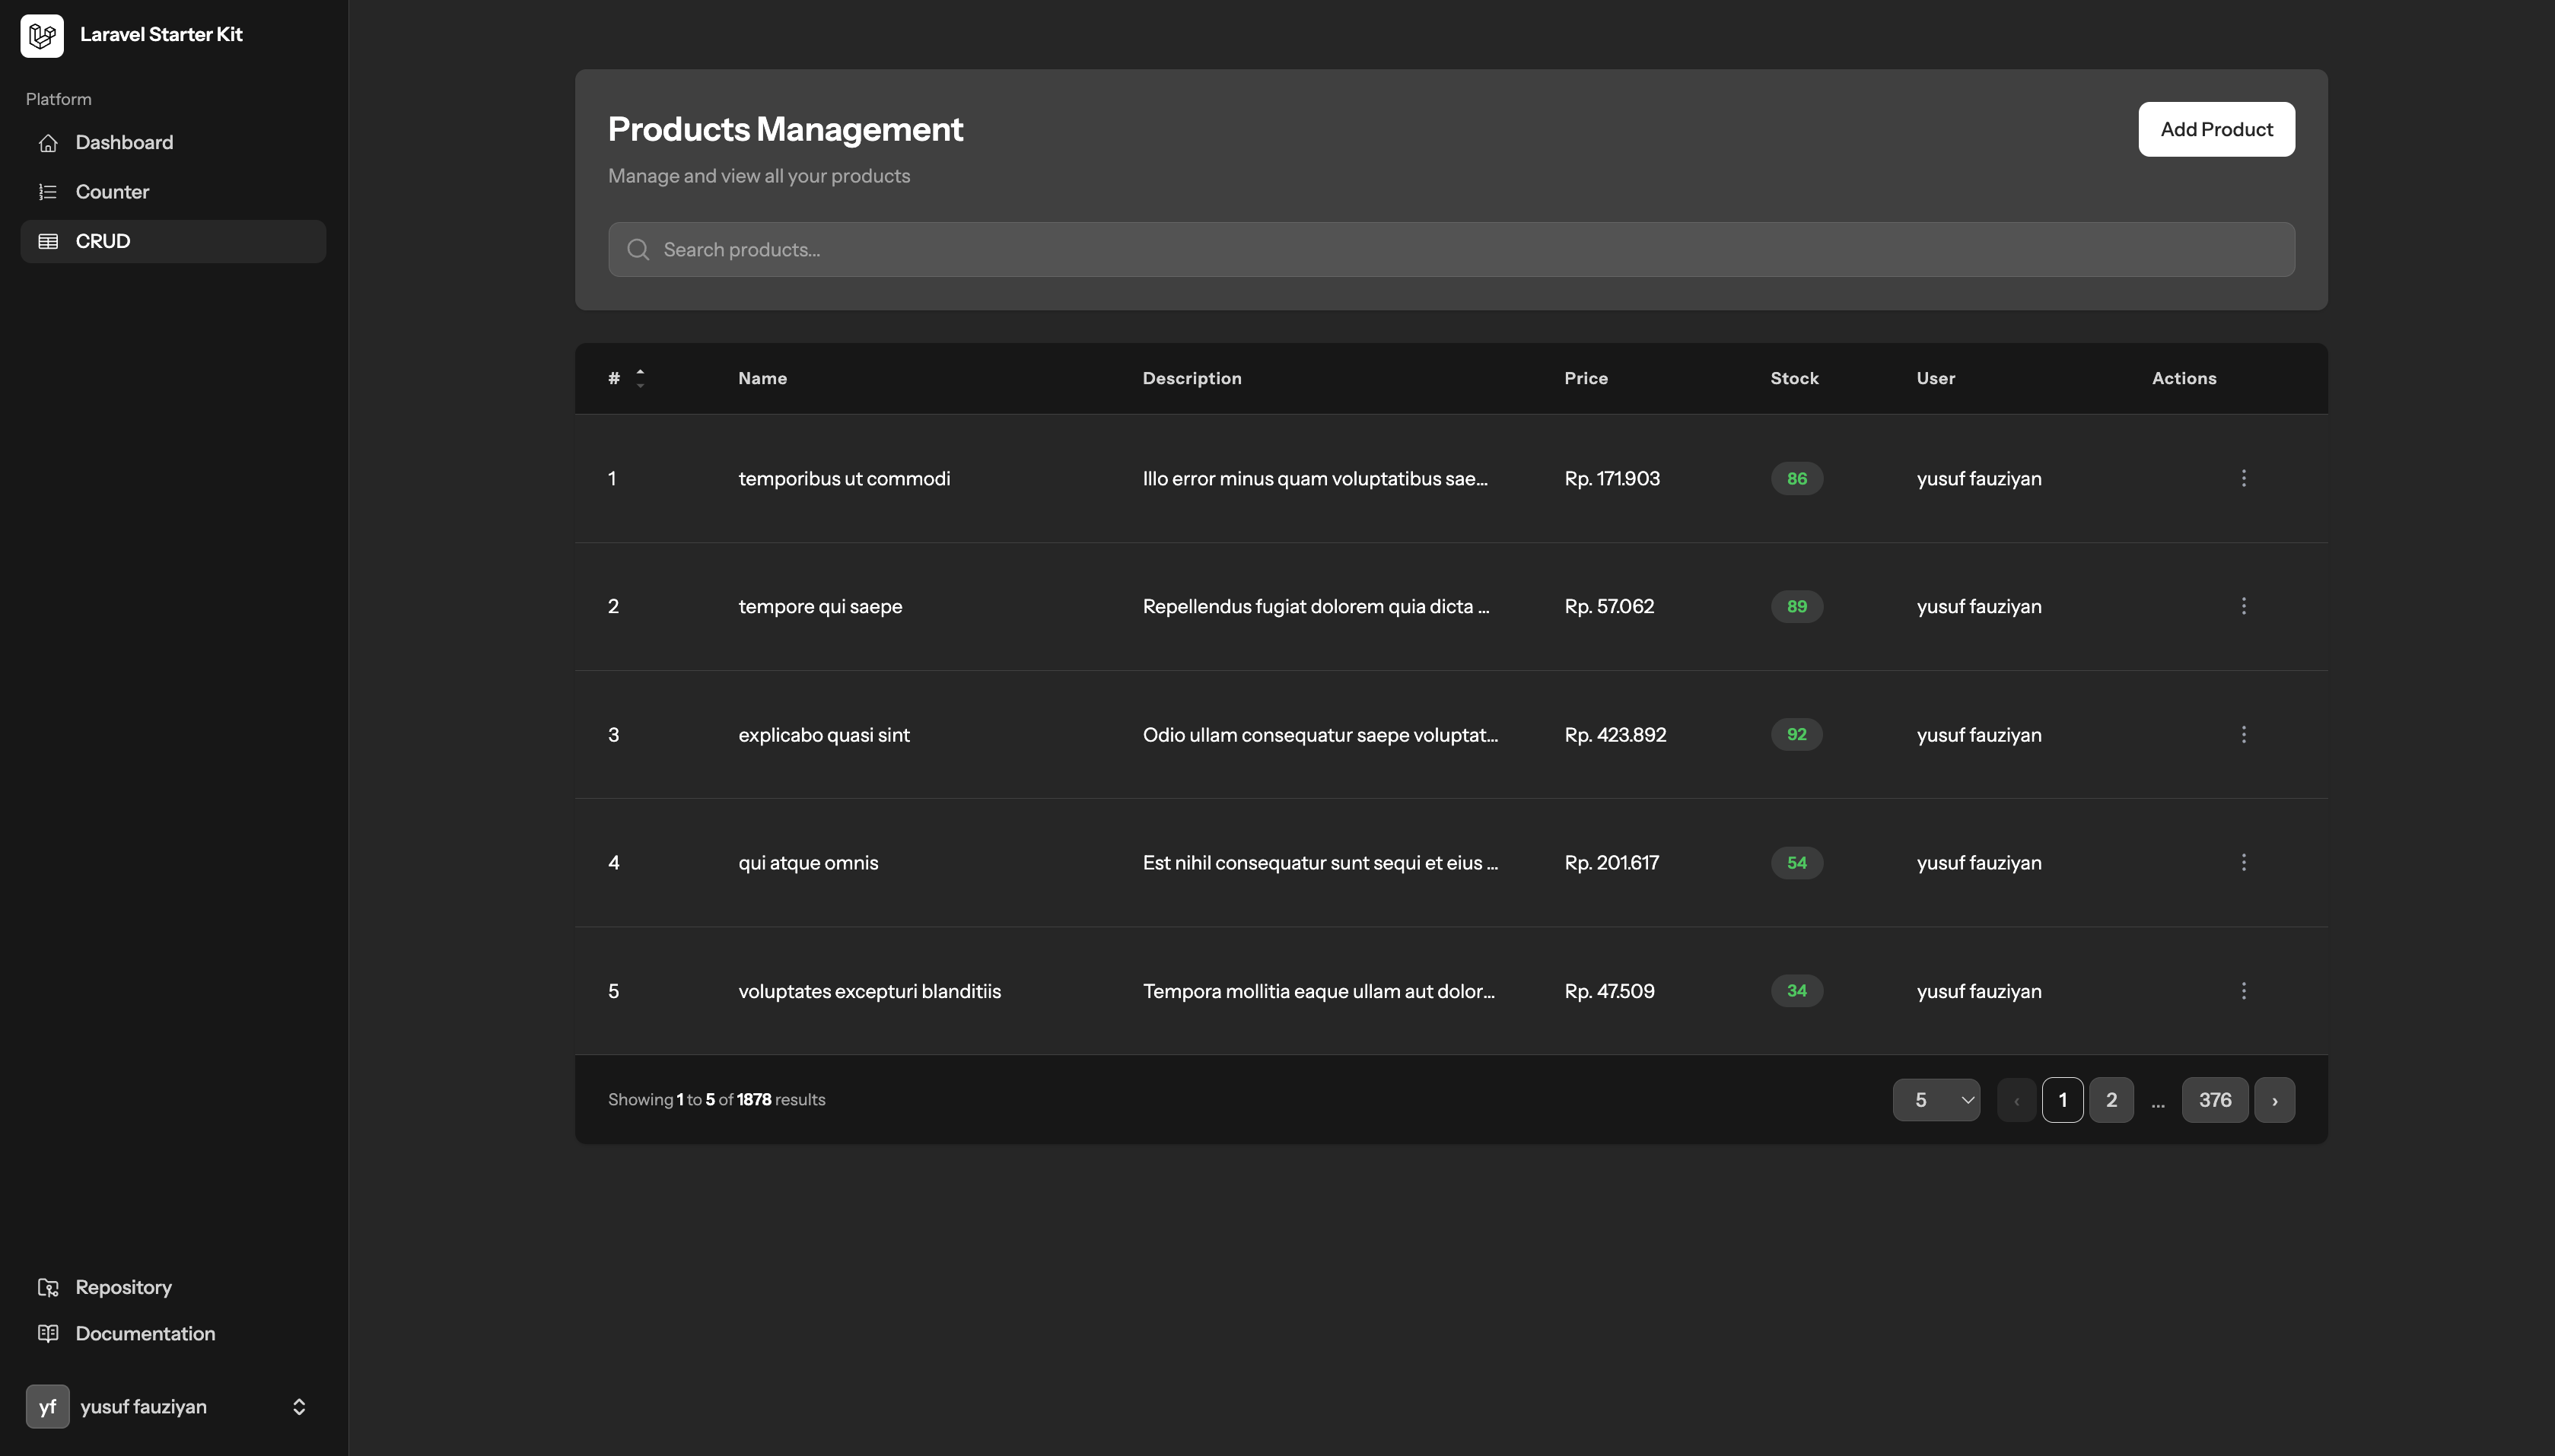 Laravel Starter Kit
Platform
Dashboard
Counter
CRUD
Repository
Documentation
yf yusuf fauziyan
Products Management
Add Product
Manage and view all your products
Search products...
# Name Description Price Stock User Actions
1 temporibus ut commodi Illo error minus quam voluptatibus sae... Rp. 171.903 86 yusuf fauziyan
2 tempore qui saepe Repellendus fugiat dolorem quia dicta ... Rp. 57.062 89 yusuf fauziyan
3 explicabo quasi sint Odio ullam consequatur saepe voluptat... Rp. 423.892 92 yusuf fauziyan
4 qui atque omnis Est nihil consequatur sunt sequi et eius ... Rp. 201.617 54 yusuf fauziyan
5 voluptates excepturi blanditiis Tempora mollitia eaque ullam aut dolor... Rp. 47.509 34 yusuf fauziyan
Showing 1 to 5 of 1878 results 5 ‹ 1 2 ... 376 ›